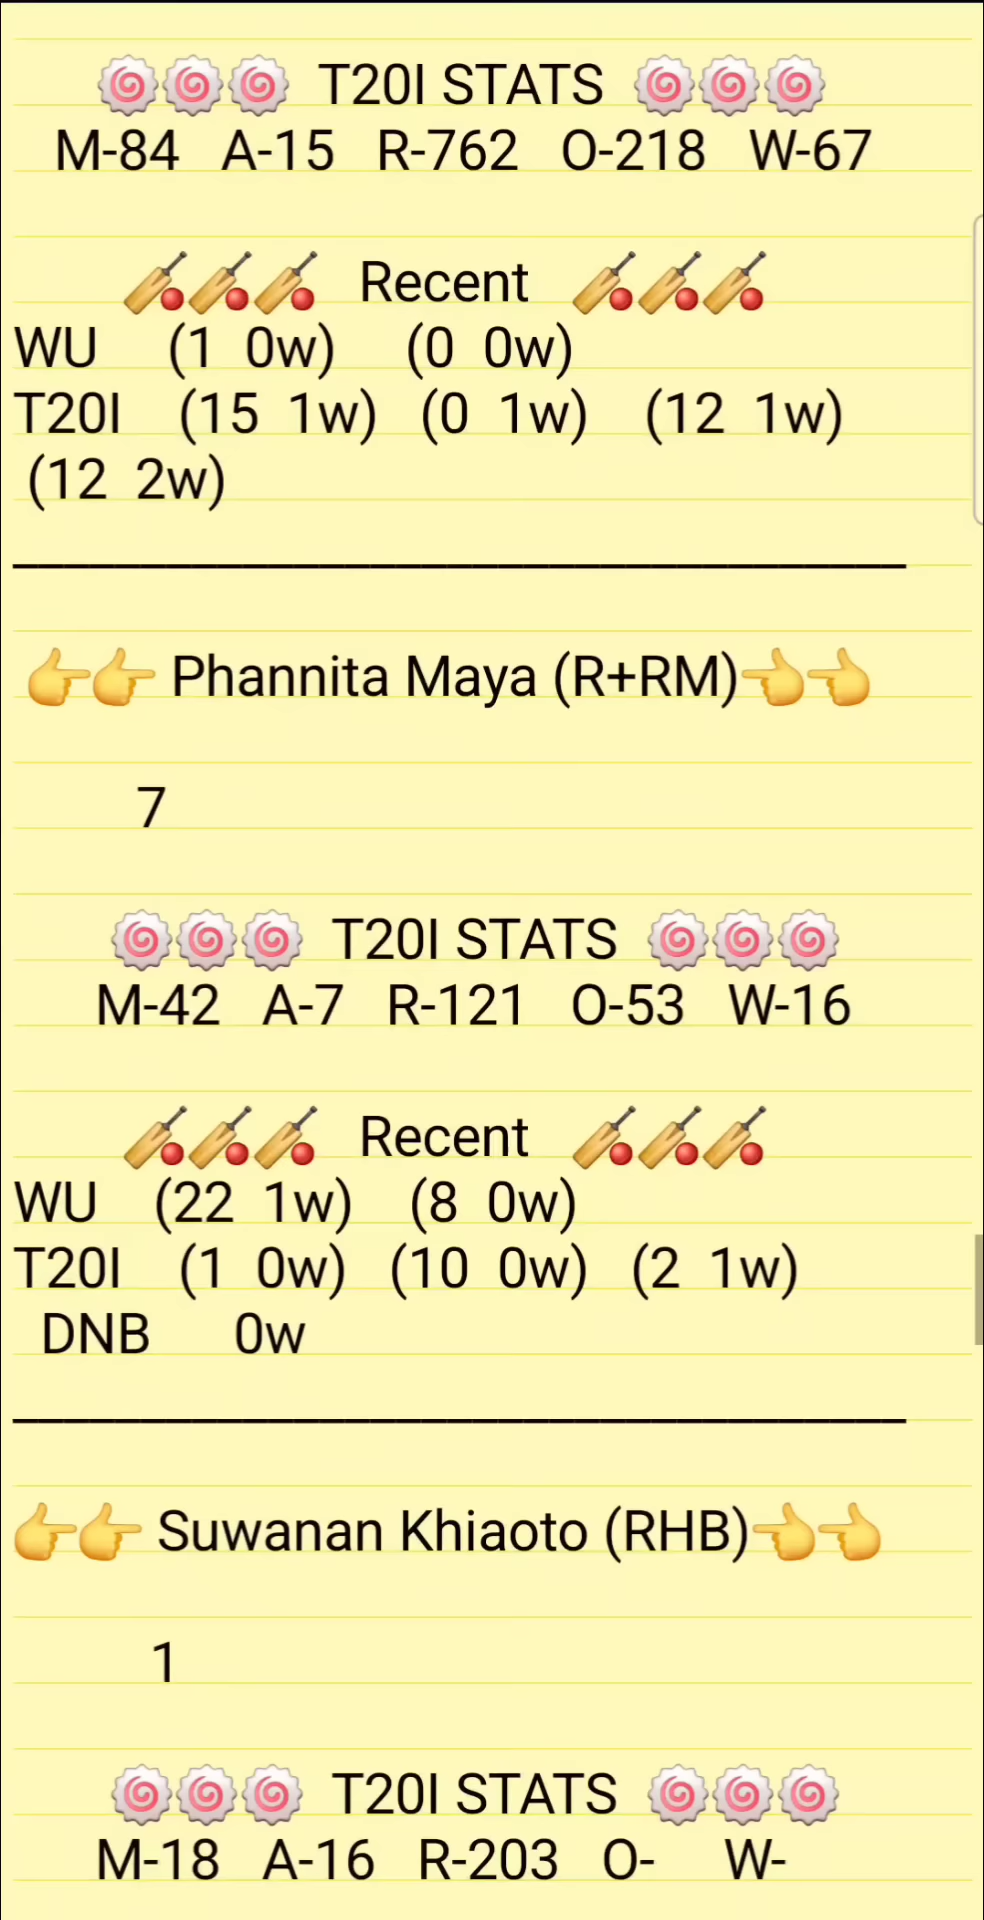 🍥🍥🍥 T20I STATS 🍥🍥🍥
M-84 A-15 R-762 O-218 W-67
🏏🏏🏏 Recent 🏏🏏🏏
WU (1 0w) (0 0w)
T20I (15 1w) (0 1w) (12 1w)
(12 2w)
👉👉 Phannita Maya (R+RM)👈👈
7
🍥🍥🍥 T20I STATS 🍥🍥🍥
M-42 A-7 R-121 O-53 W-16
🏏🏏🏏 Recent 🏏🏏🏏
WU (22 1w) (8 0w)
T20I (1 0w) (10 0w) (2 1w)
DNB 0w
👉👉 Suwanan Khiaoto (RHB)👈👈
1
🍥🍥🍥 T20I STATS 🍥🍥🍥
M-18 A-16 R-203 O- W-